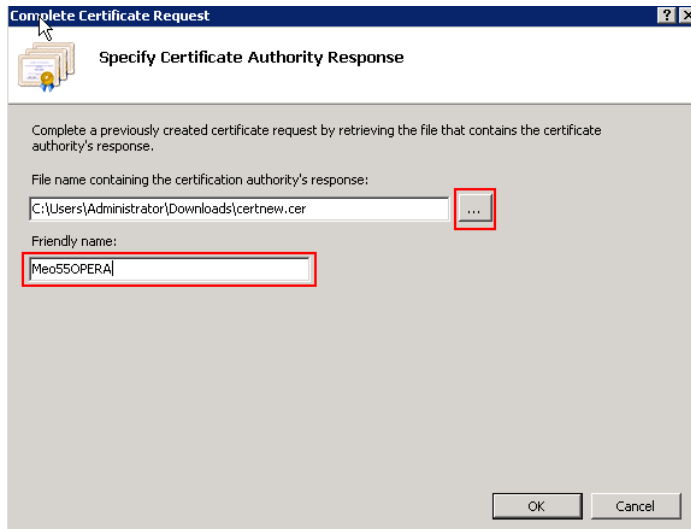 Complete Certificate Request
Specify Certificate Authority Response
Complete a previously created certificate request by retrieving the file that contains the certificate
authority's response.
File name containing the certification authority's response:
C:\Users\Administrator\Downloads\certnew.cer
...
Friendly name:
Meo55OPERA
OK
Cancel